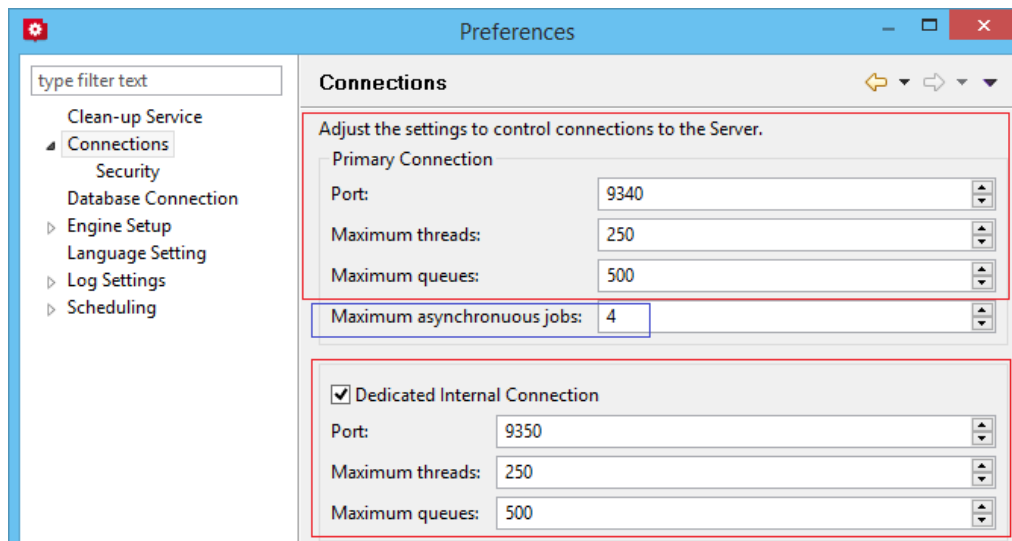 Preferences
type filter text
Clean-up Service
Connections
Security
Database Connection
Engine Setup
Language Setting
Log Settings
Scheduling
Connections
Adjust the settings to control connections to the Server.
Primary Connection
Port: 9340
Maximum threads: 250
Maximum queues: 500
Maximum asynchronuous jobs: 4
Dedicated Internal Connection
Port: 9350
Maximum threads: 250
Maximum queues: 500